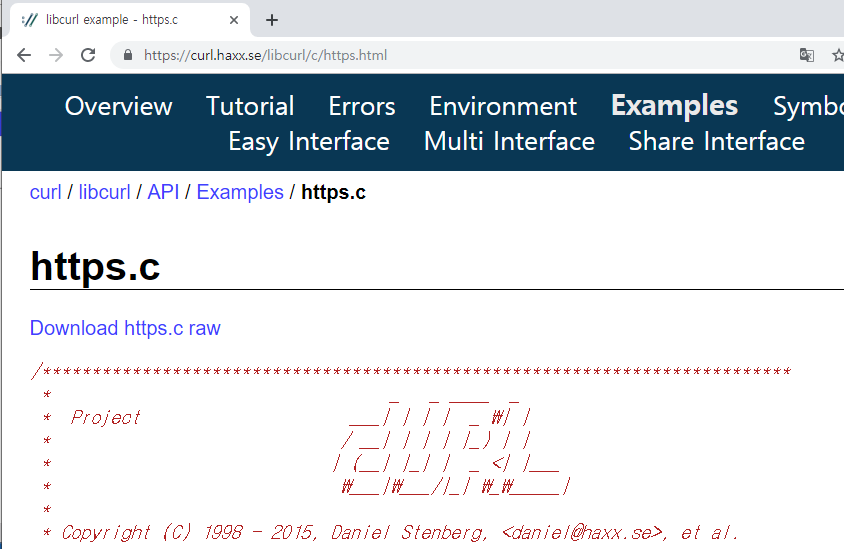 libcurl example - https.c
https://curl.haxx.se/libcurl/c/https.html
Overview Tutorial Errors Environment Examples Symbo
Easy Interface Multi Interface Share Interface
curl / libcurl / API / Examples / https.c
https.c
Download https.c raw
/***************************************************************************
 *                                  _   _ ____  _
 *  Project                     ___| | | |  _ ₩| |
 *                             / __| | | | |_) | |
 *                            | (__| |_| |  _ <| |___
 *                             ₩___|₩___/|_| ₩_₩_____|
 *
 * Copyright (C) 1998 - 2015, Daniel Stenberg, <daniel@haxx.se>, et al.